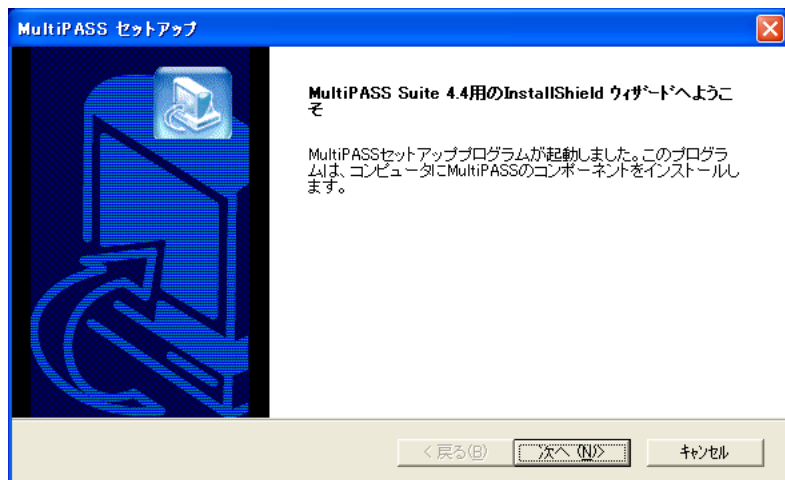 MultiPASS セットアップ
MultiPASS Suite 4.4用のInstallShield ウィザードへようこ
そ
MultiPASSセットアッププログラムが起動しました。このプログラ
ムは、コンピュータにMultiPASSのコンポーネントをインストールし
ます。
< 戻る(B) 次へ (N)> キャンセル